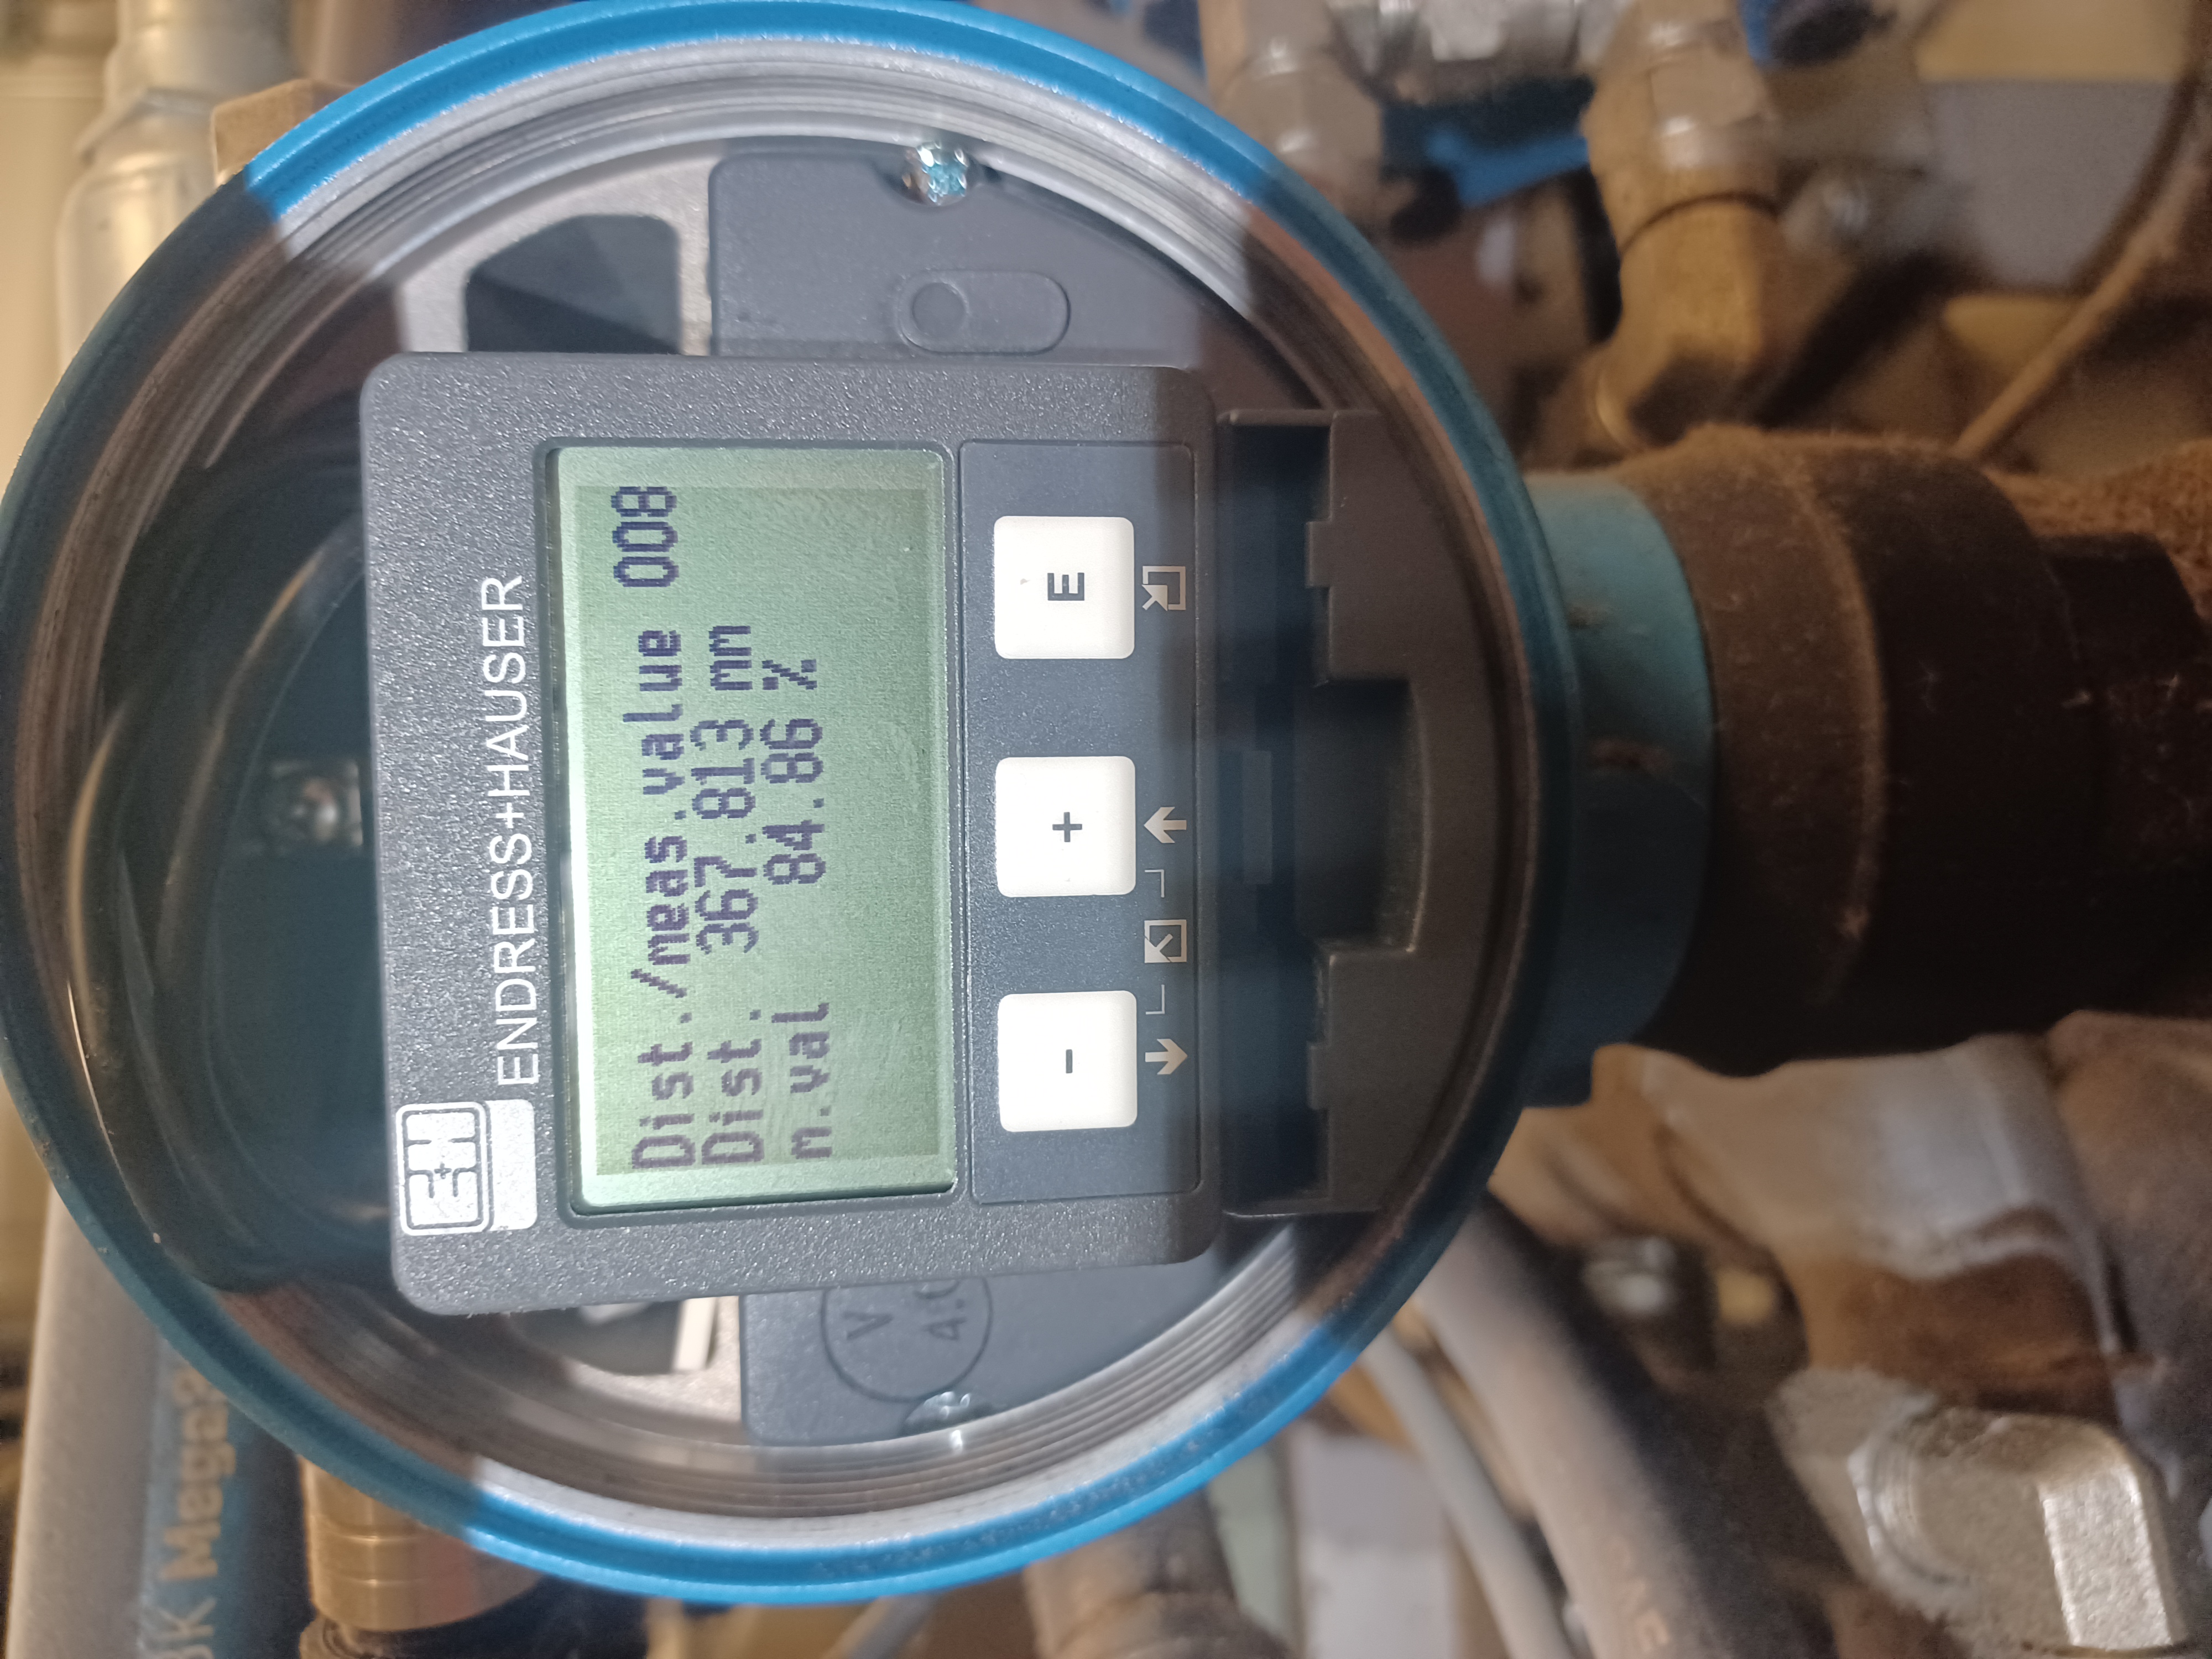 E+H
ENDRESS+HAUSER
Dist./meas.value 008
Dist. 367.813 mm
m.val 84.86 %
- + E
V